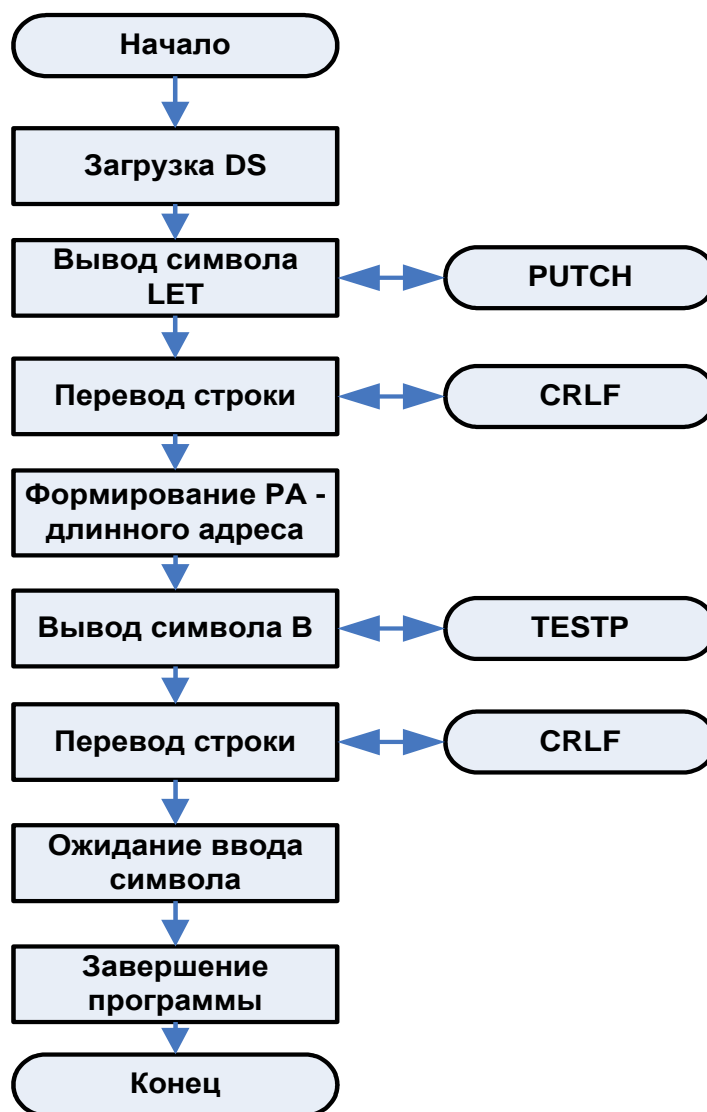 Начало
Загрузка DS
Вывод символа
LET
PUTCH
Перевод строки
CRLF
Формирование PA -
длинного адреса
Вывод символа B
TESTP
Перевод строки
CRLF
Ожидание ввода
символа
Завершение
программы
Конец